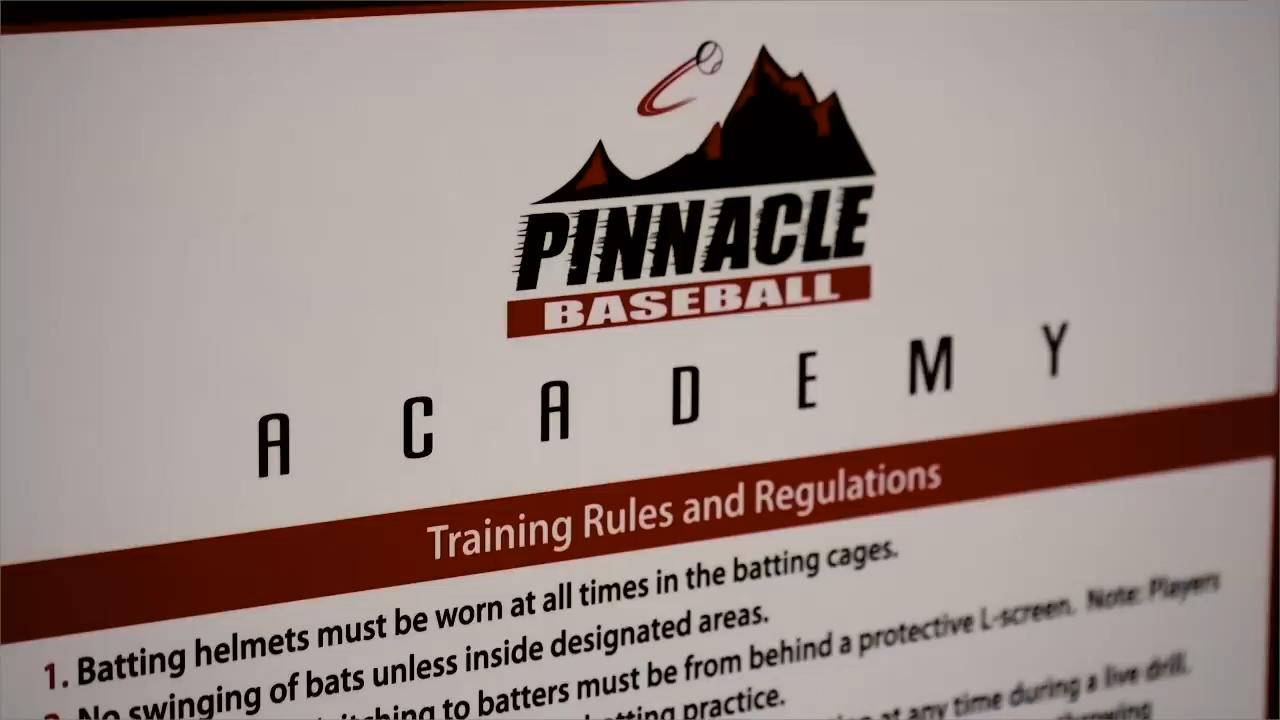 PINNACLE
BASEBALL
ACADEMY
Training Rules and Regulations
1. Batting helmets must be worn at all times in the batting cages.
No swinging of bats unless inside designated areas.
to batters must be from behind a protective L-screen. Note: Players
practice.
at any time during a live drill.